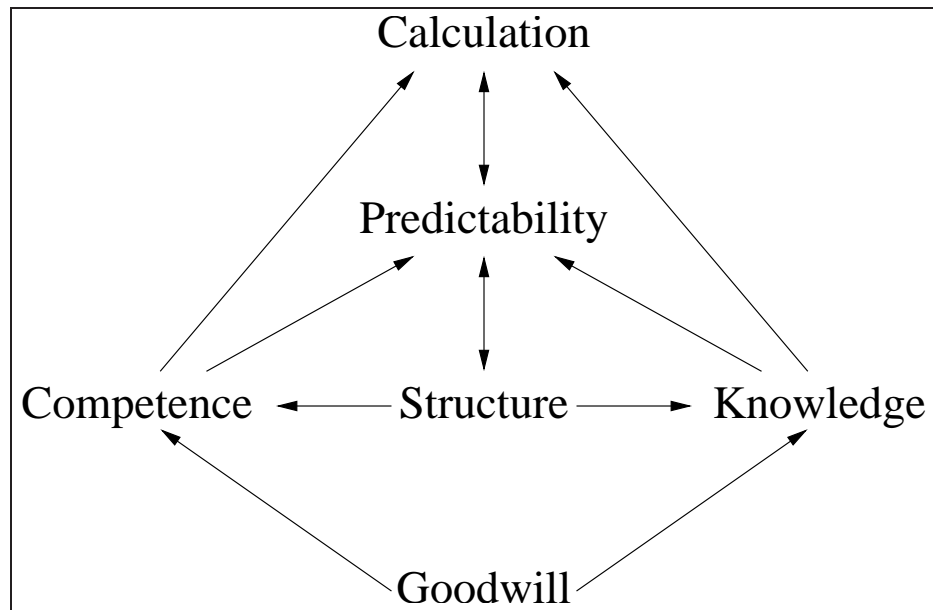 Calculation
Predictability
Competence Structure Knowledge
Goodwill